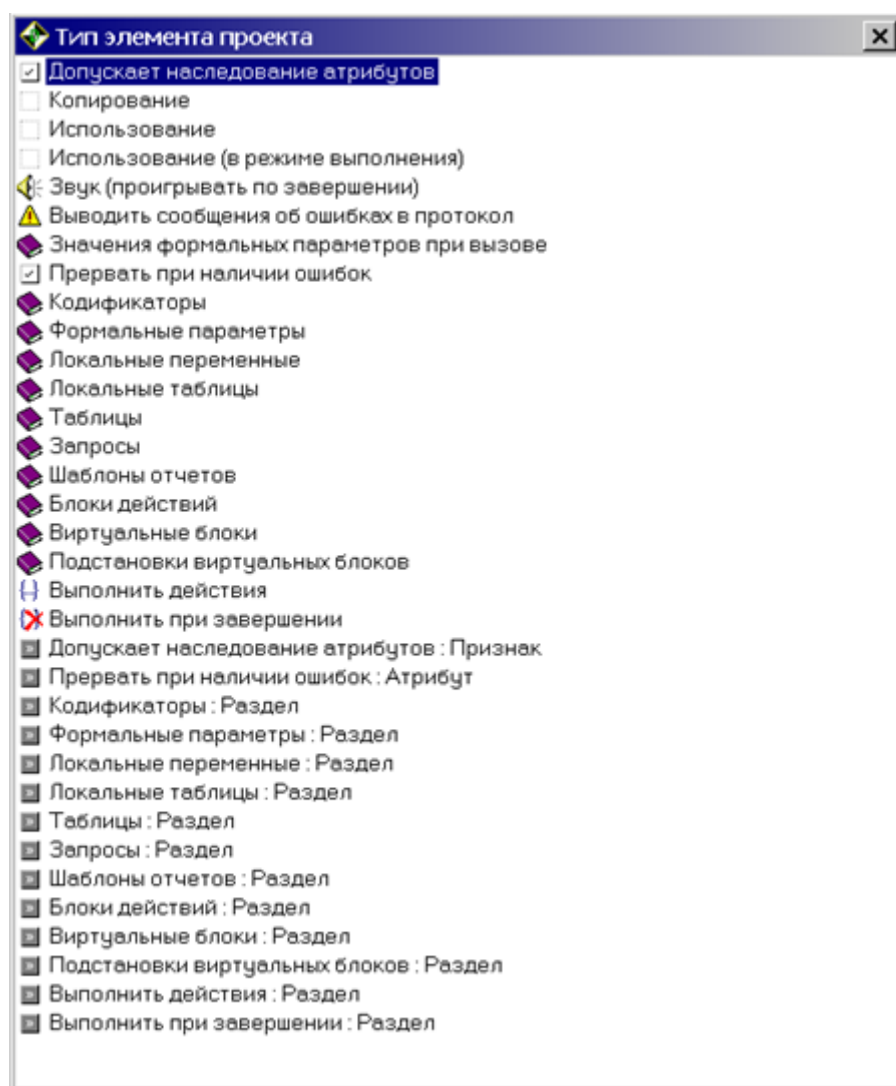 Тип элемента проекта
Допускает наследование атрибутов
Копирование
Использование
Использование (в режиме выполнения)
Звук (проигрывать по завершении)
Выводить сообщения об ошибках в протокол
Значения формальных параметров при вызове
Прервать при наличии ошибок
Кодификаторы
Формальные параметры
Локальные переменные
Локальные таблицы
Таблицы
Запросы
Шаблоны отчетов
Блоки действий
Виртуальные блоки
Подстановки виртуальных блоков
Выполнить действия
Выполнить при завершении
Допускает наследование атрибутов : Признак
Прервать при наличии ошибок : Атрибут
Кодификаторы : Раздел
Формальные параметры : Раздел
Локальные переменные : Раздел
Локальные таблицы : Раздел
Таблицы : Раздел
Запросы : Раздел
Шаблоны отчетов : Раздел
Блоки действий : Раздел
Виртуальные блоки : Раздел
Подстановки виртуальных блоков : Раздел
Выполнить действия : Раздел
Выполнить при завершении : Раздел